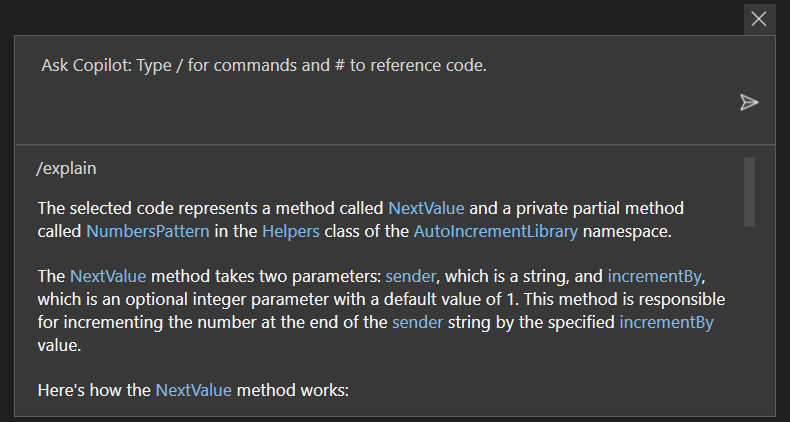 Ask Copilot: Type / for commands and # to reference code.
/explain
The selected code represents a method called NextValue and a private partial method
called NumbersPattern in the Helpers class of the AutoIncrementLibrary namespace.
The NextValue method takes two parameters: sender, which is a string, and incrementBy,
which is an optional integer parameter with a default value of 1. This method is responsible
for incrementing the number at the end of the sender string by the specified incrementBy
value.
Here's how the NextValue method works: